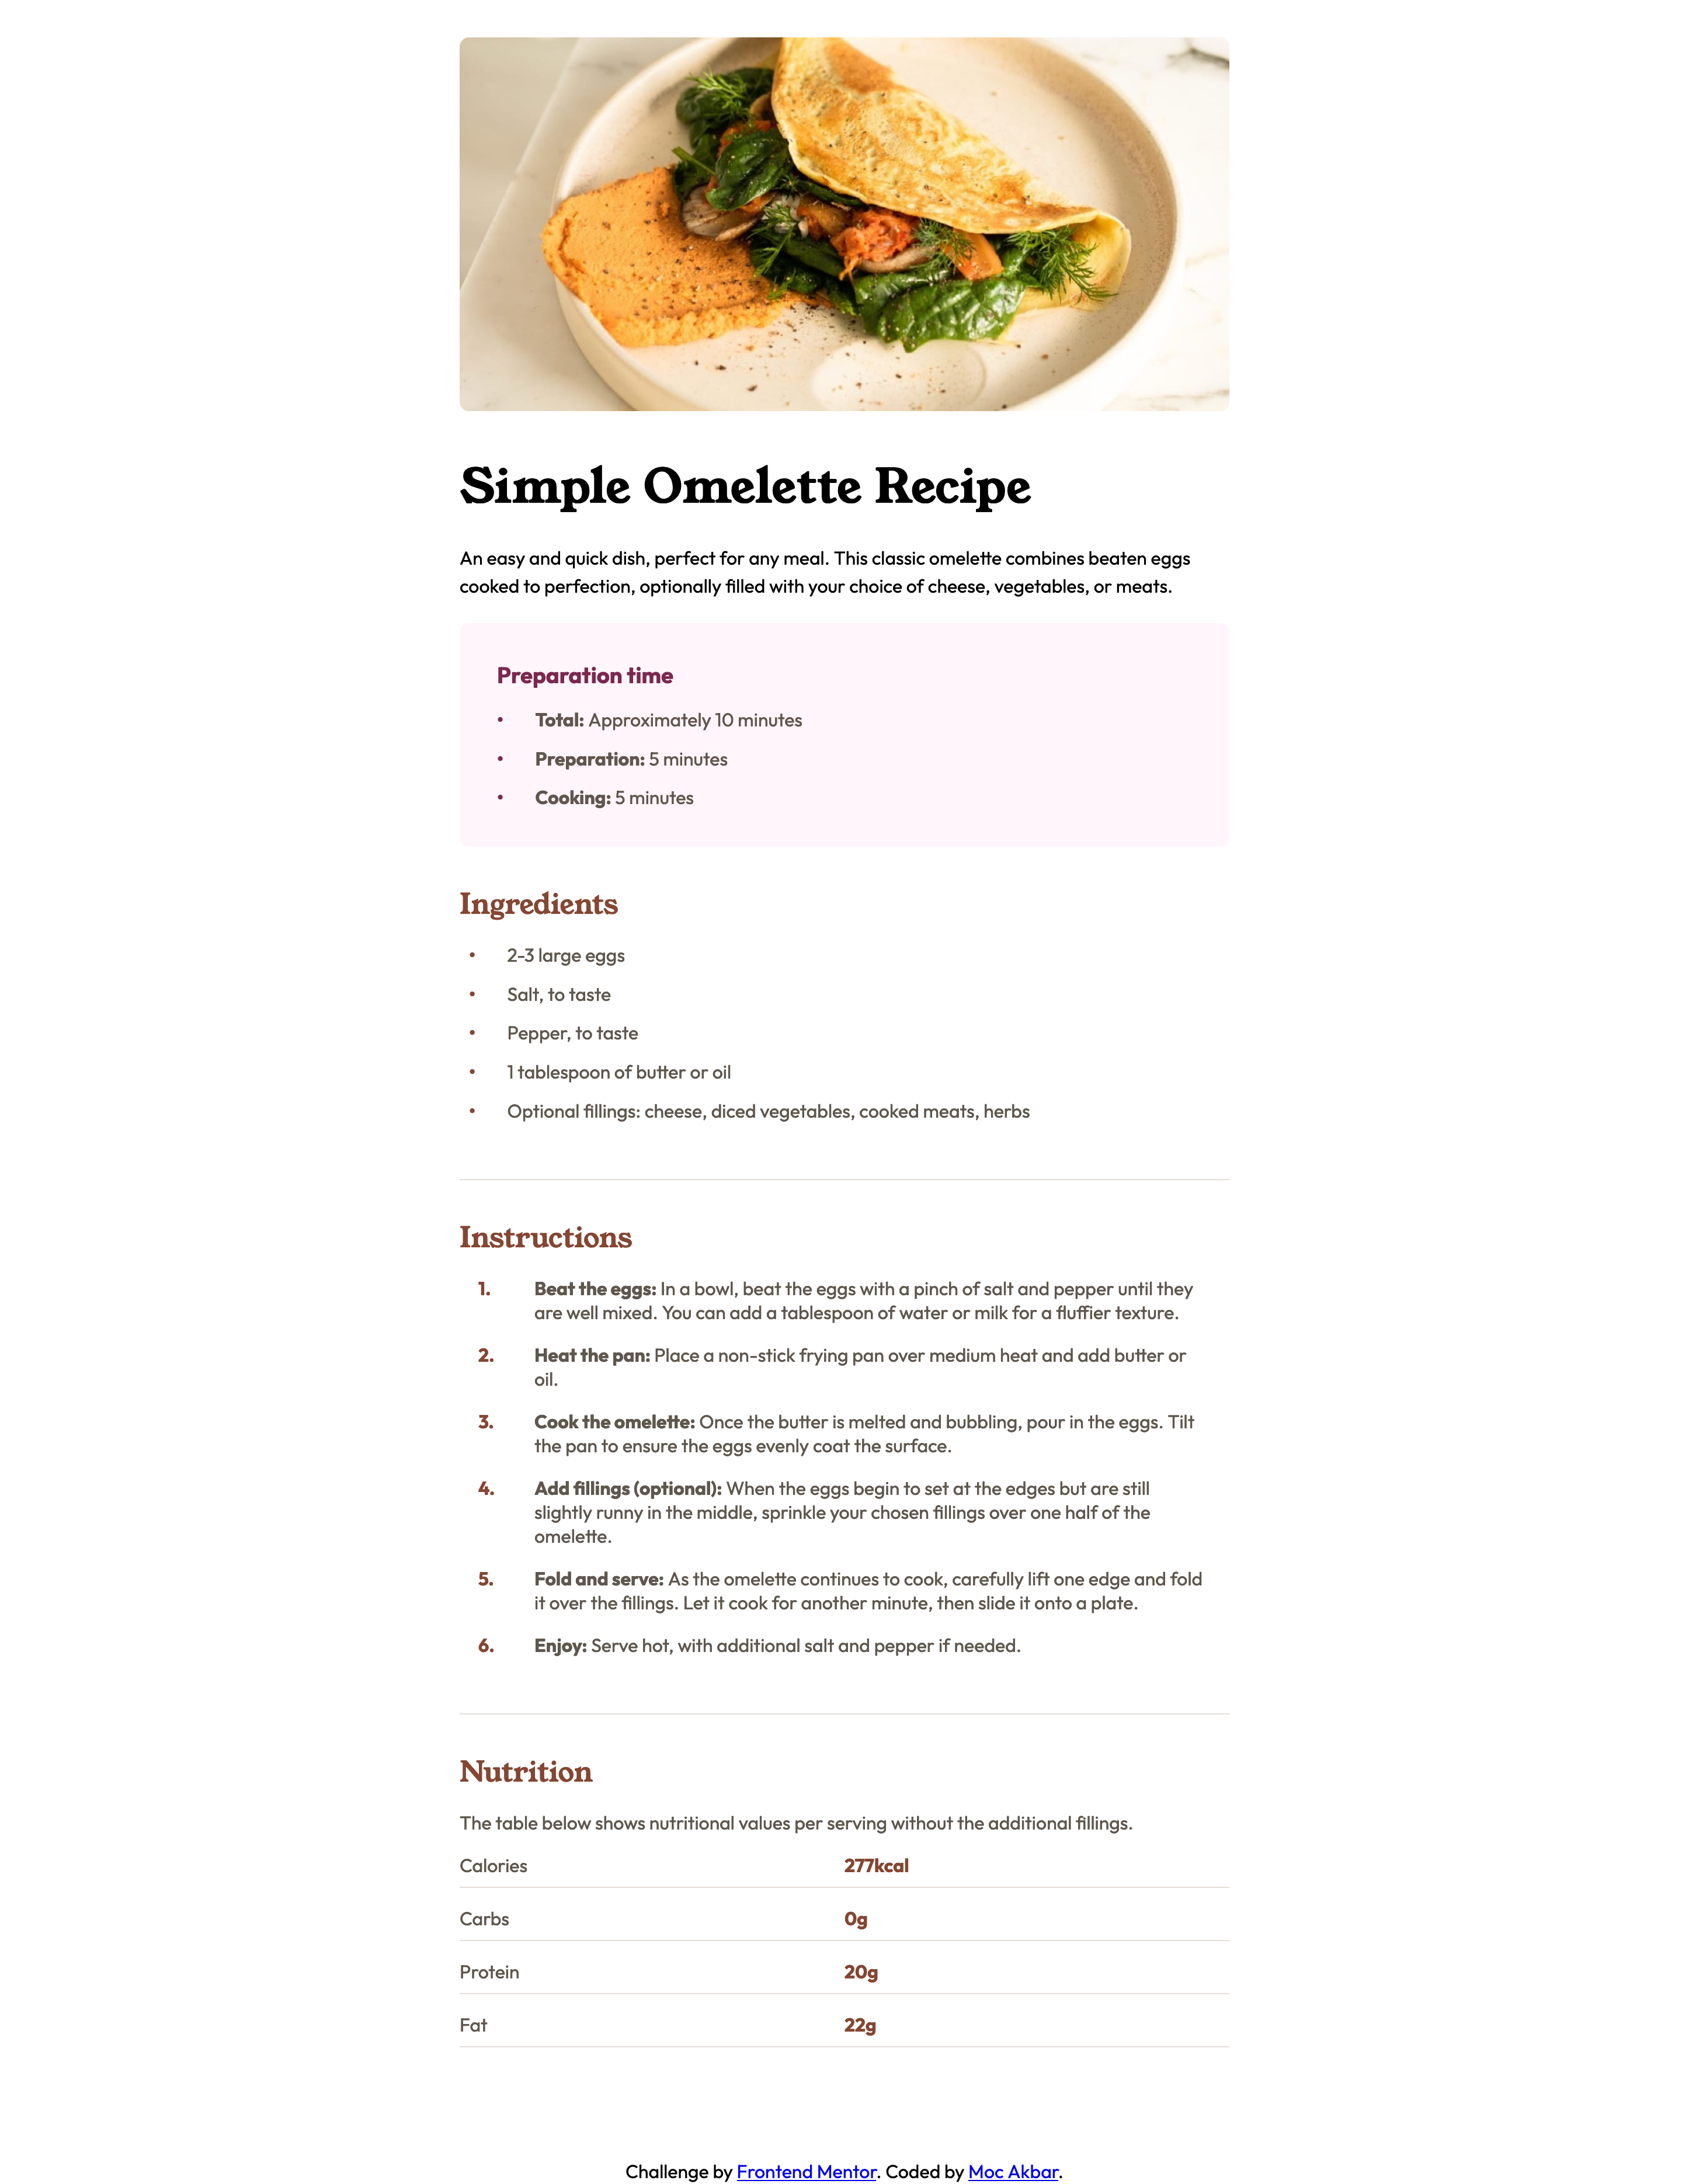 Simple Omelette Recipe
An easy and quick dish, perfect for any meal. This classic omelette combines beaten eggs
cooked to perfection, optionally filled with your choice of cheese, vegetables, or meats.
Preparation time
• Total: Approximately 10 minutes
• Preparation: 5 minutes
• Cooking: 5 minutes
Ingredients
• 2-3 large eggs
• Salt, to taste
• Pepper, to taste
• 1 tablespoon of butter or oil
• Optional fillings: cheese, diced vegetables, cooked meats, herbs
Instructions
1. Beat the eggs: In a bowl, beat the eggs with a pinch of salt and pepper until they
are well mixed. You can add a tablespoon of water or milk for a fluffier texture.
2. Heat the pan: Place a non-stick frying pan over medium heat and add butter or
oil.
3. Cook the omelette: Once the butter is melted and bubbling, pour in the eggs. Tilt
the pan to ensure the eggs evenly coat the surface.
4. Add fillings (optional): When the eggs begin to set at the edges but are still
slightly runny in the middle, sprinkle your chosen fillings over one half of the
omelette.
5. Fold and serve: As the omelette continues to cook, carefully lift one edge and fold
it over the fillings. Let it cook for another minute, then slide it onto a plate.
6. Enjoy: Serve hot, with additional salt and pepper if needed.
Nutrition
The table below shows nutritional values per serving without the additional fillings.
Calories 277kcal
Carbs 0g
Protein 20g
Fat 22g
Challenge by Frontend Mentor. Coded by Moc Akbar.